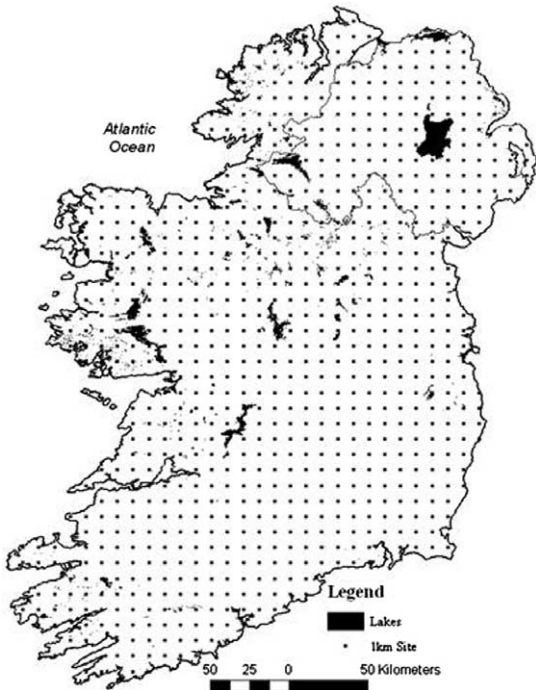 Atlantic
Ocean
Legend
Lakes
1km Site
50 25 0 50 Kilometers